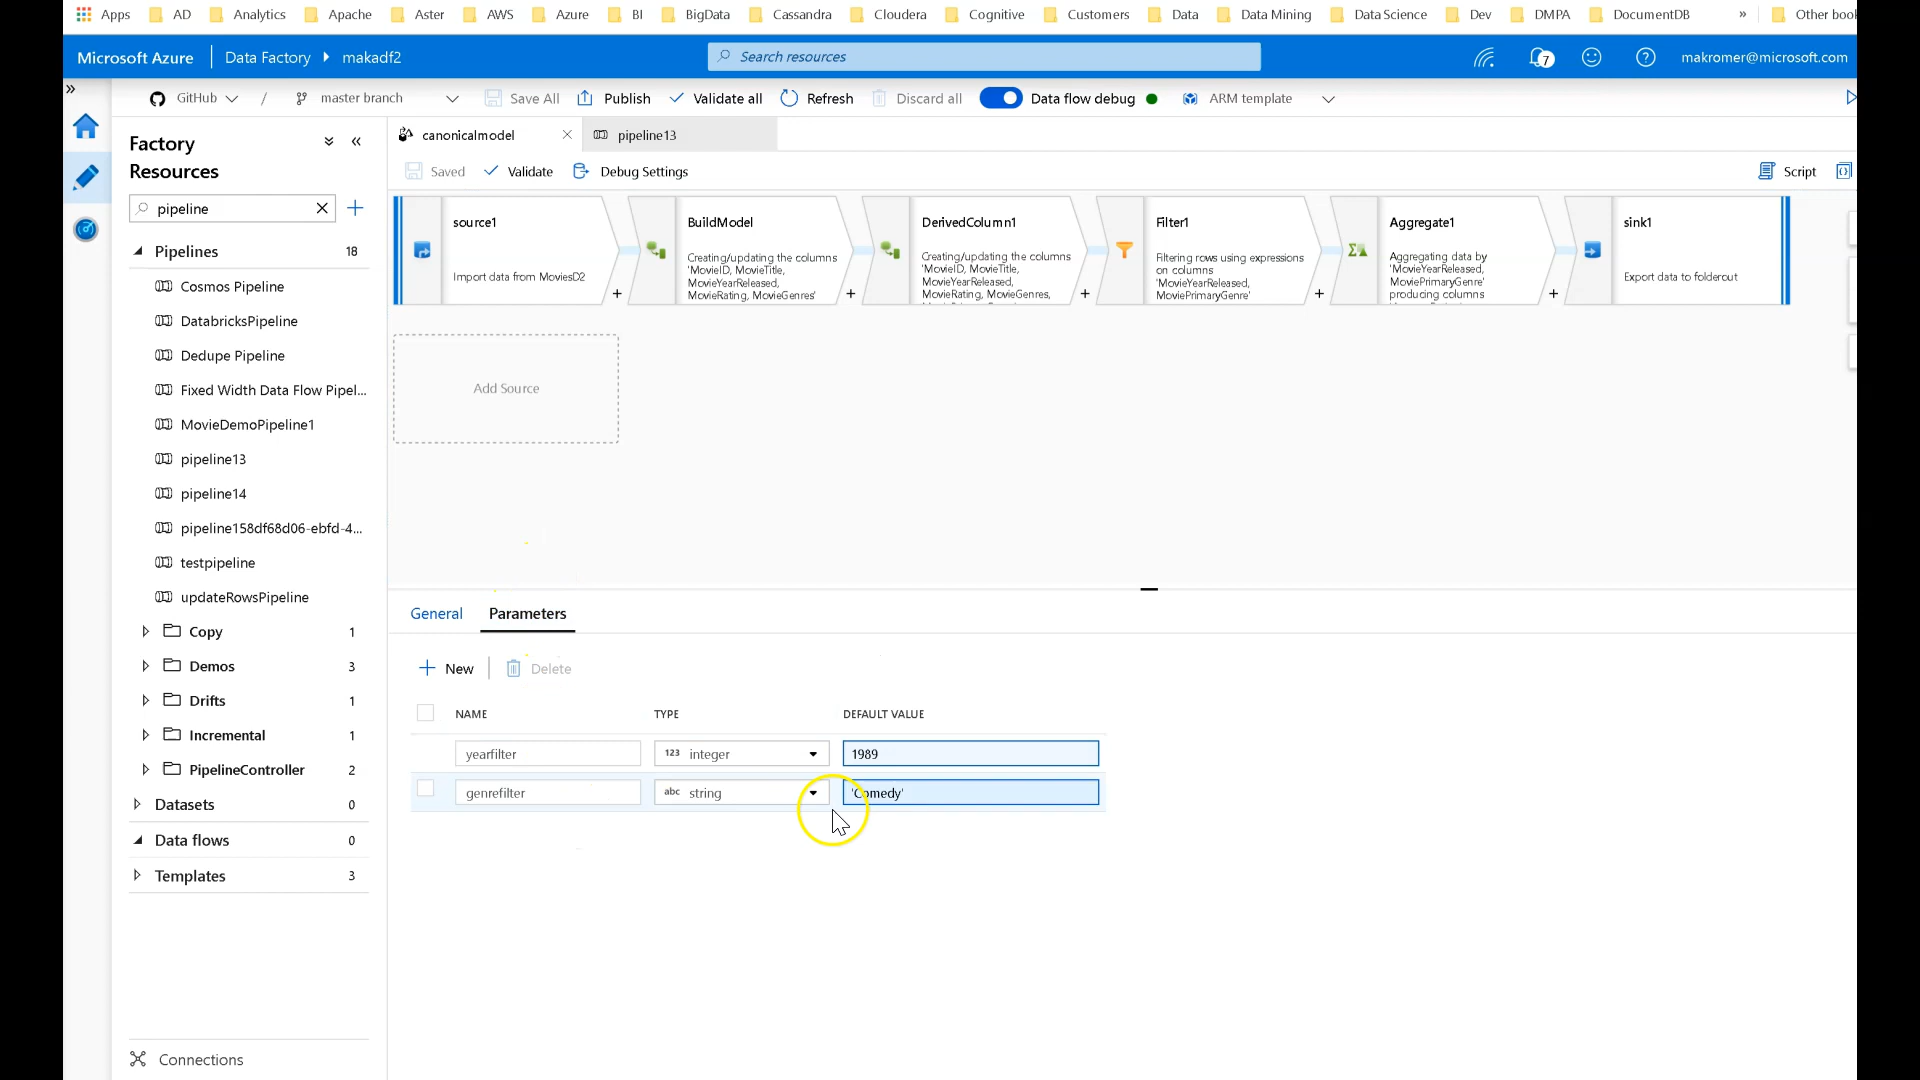 Apps AD Analytics Apache Aster AWS Azure BI BigData Cassandra Cloudera Cognitive Customers Data Data Mining Data Science Dev DMPA DocumentDB » Other book
Microsoft Azure Data Factory makadf2 Search resources 7 makromer@microsoft.com
» GitHub / master branch Save All Publish Validate all Refresh Discard all Data flow debug ARM template
Factory
Resources
canonicalmodel pipeline13
Saved Validate Debug Settings Script
pipeline
Pipelines 18
Cosmos Pipeline
DatabricksPipeline
Dedupe Pipeline
Fixed Width Data Flow Pipel...
MovieDemoPipeline1
pipeline13
pipeline14
pipeline158df68d06-ebfd-4...
testpipeline
updateRowsPipeline
Copy 1
Demos 3
Drifts 1
Incremental 1
PipelineController 2
Datasets 0
Data flows 0
Templates 3
Connections
source1
Import data from MoviesD2
BuildModel
Creating/updating the columns
'MovieID, MovieTitle,
MovieYearReleased,
MovieRating, MovieGenres'
DerivedColumn1
Creating/updating the columns
'MovieID, MovieTitle,
MovieYearReleased,
MovieRating, MovieGenres,
Filter1
Filtering rows using expressions
on columns
'MovieYearReleased,
MoviePrimaryGenre'
Aggregate1
Aggregating data by
'MovieYearReleased,
MoviePrimaryGenre'
producing columns
sink1
Export data to folderout
Add Source
General Parameters
New Delete
NAME TYPE DEFAULT VALUE
yearfilter 123 integer 1989
genrefilter abc string 'Comedy'